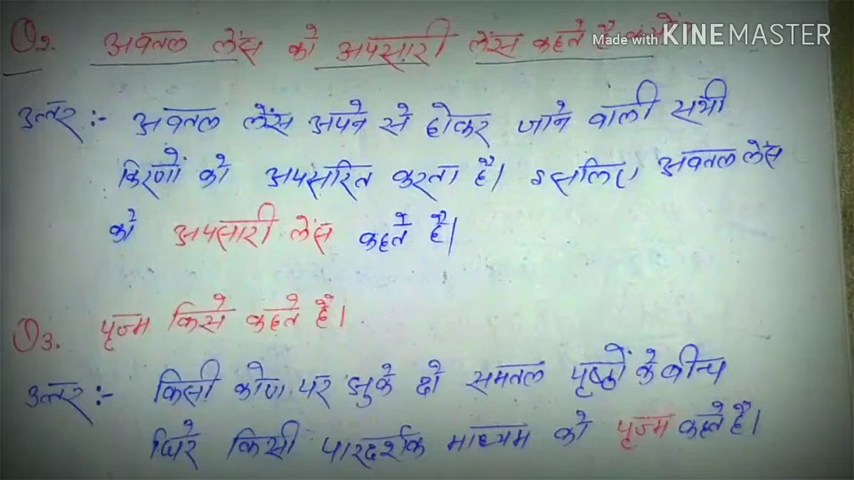 Q2. अवतल लेंस को अपसारी लेंस कहते है
Made with KINEMASTER
उत्तर :- अवतल लेंस अपने से होकर जाने वाली सभी
किरणों को अपसरित करता है। इसलिए अवतल लेंस
को अपसारी लेंस कहते है।
Q3. पृज्म किसे कहते हैं।
उत्तर :- किसी कोण पर झुके दो समतल पृष्ठों के बीच
घिरे किसी पारदर्शक माध्यम को पृज्म कहते है।